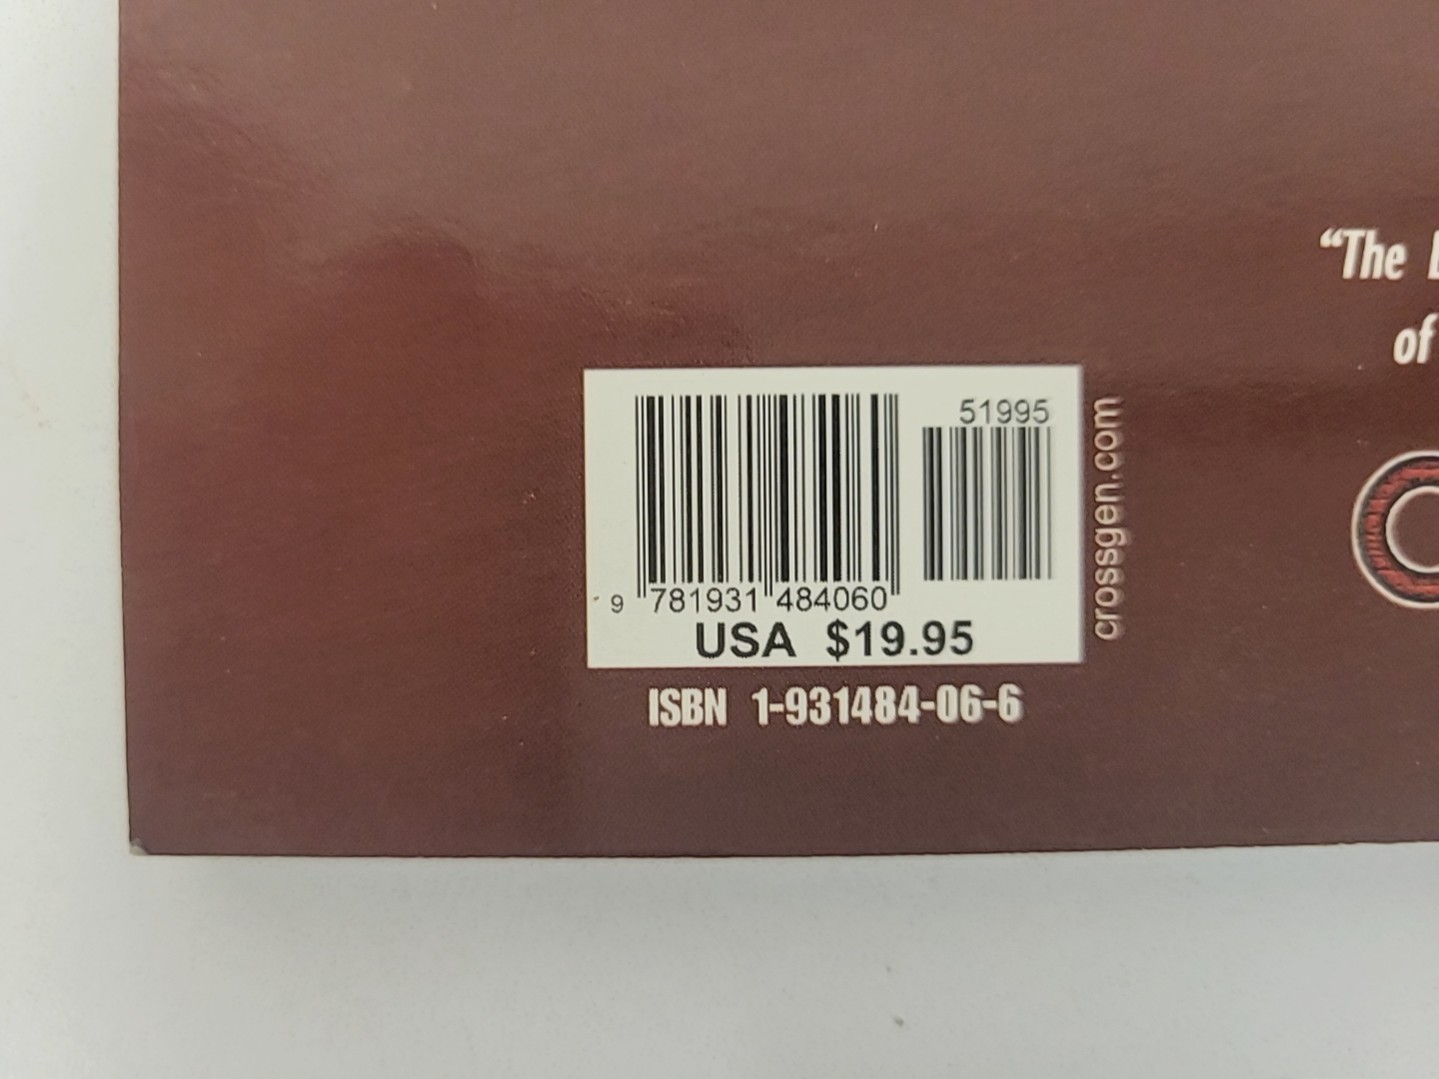 "The
of
51995
9 781931 484060
USA $19.95
ISBN 1-931484-06-6
crossgen.com